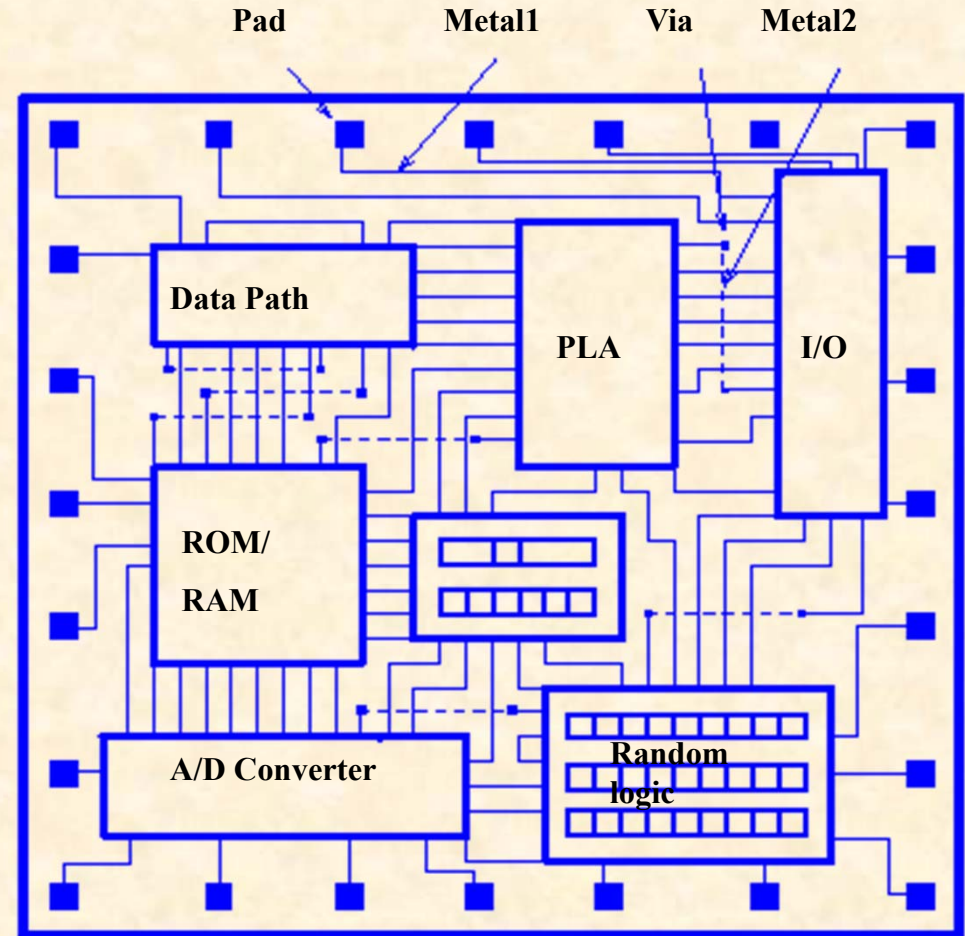 Pad Metal1 Via Metal2
Data Path
PLA
I/O
ROM/
RAM
A/D Converter
Random
logic